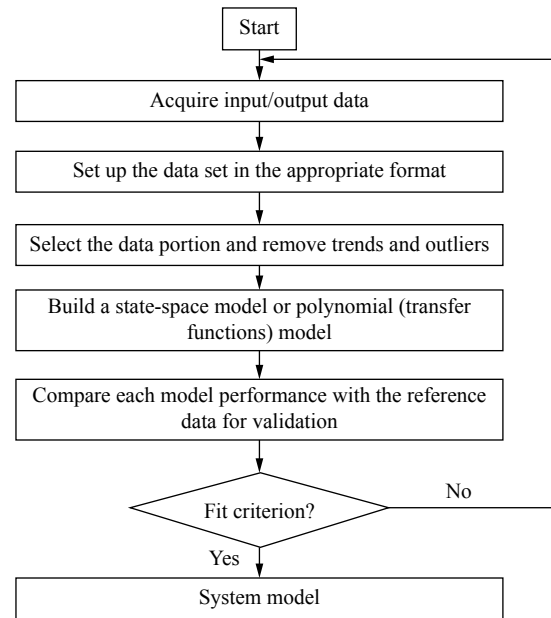 Start
Acquire input/output data
Set up the data set in the appropriate format
Select the data portion and remove trends and outliers
Build a state-space model or polynomial (transfer
functions) model
Compare each model performance with the reference
data for validation
Fit criterion?
No
Yes
System model